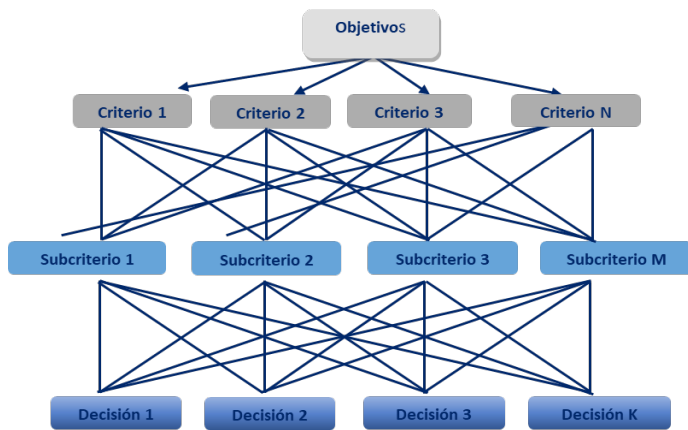 Objetivos
Criterio 1
Criterio 2
Criterio 3
Criterio N
Subcriterio 1
Subcriterio 2
Subcriterio 3
Subcriterio M
Decisión 1
Decisión 2
Decisión 3
Decisión K